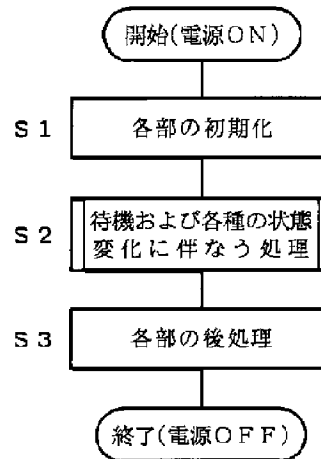 開始(電源ON)
S1
各部の初期化
S2
待機および各種の状態
変化に伴なう処理
S3
各部の後処理
終了(電源OFF)